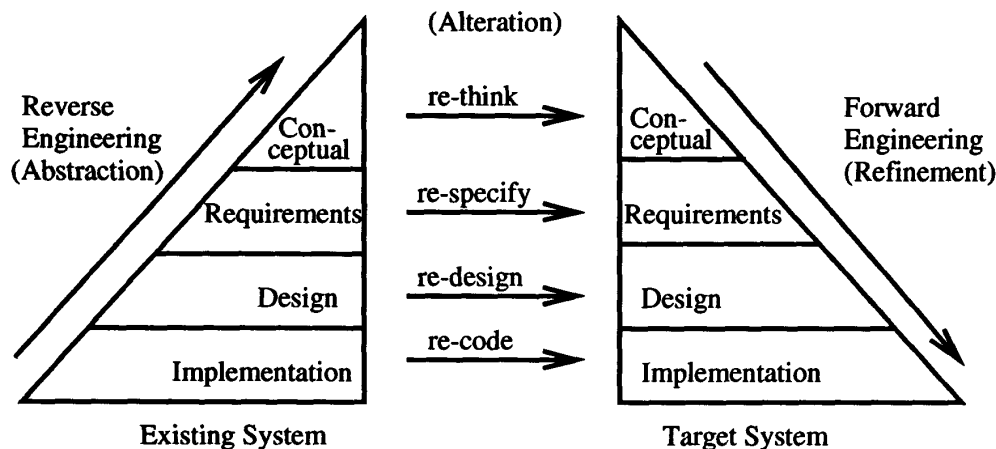 (Alteration)
Reverse
Engineering
(Abstraction)
Con-
ceptual
Requirements
Design
Implementation
Existing System
re-think
re-specify
re-design
re-code
Con-
ceptual
Requirements
Design
Implementation
Target System
Forward
Engineering
(Refinement)